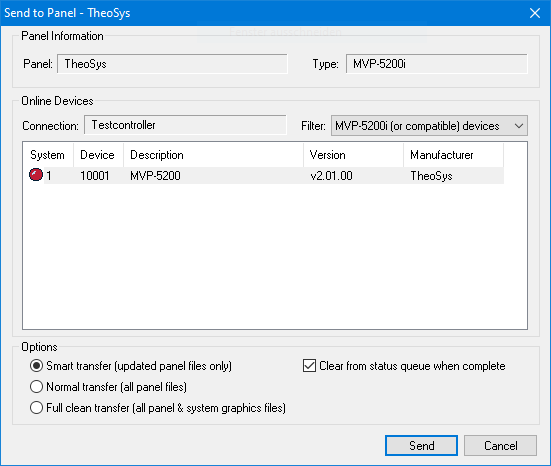 Send to Panel - TheoSys
Panel Information
Panel: TheoSys Type: MVP-5200i
Online Devices
Connection: Testcontroller Filter: MVP-5200i (or compatible) devices
System Device Description Version Manufacturer
1 10001 MVP-5200 v2.01.00 TheoSys
Options
Smart transfer (updated panel files only) Clear from status queue when complete
Normal transfer (all panel files)
Full clean transfer (all panel & system graphics files)
Send Cancel